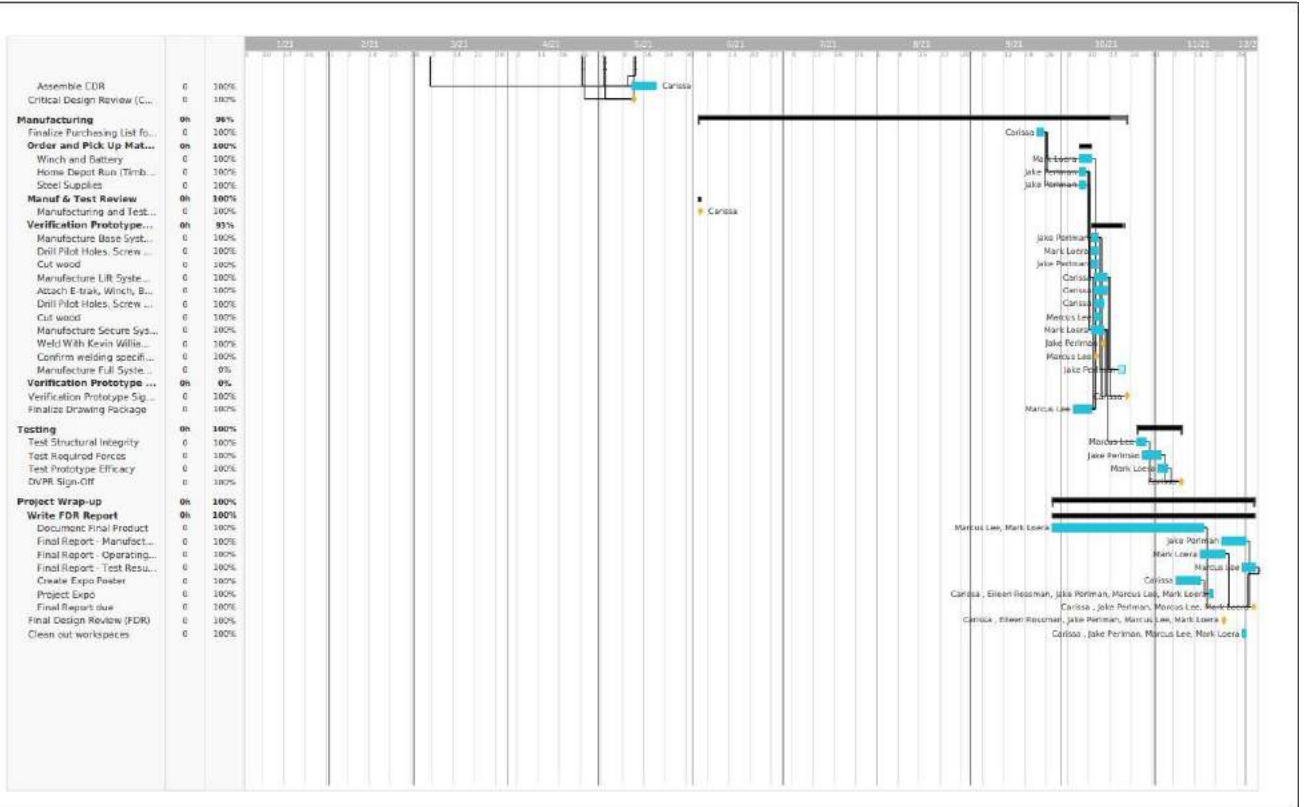 1/21 2/21 3/21 4/21 5/21 6/21 7/21 8/21 9/21 10/21 11/21 12/2
Assemble CDR 0 100% Carissa
Critical Design Review (C... 0 100%
Manufacturing 0h 96%
Finalize Purchasing List fo... 0 100% Carissa
Order and Pick Up Mat... 0h 100%
Winch and Battery 0 100% Mark Loera
Home Depot Run (Timb... 0 100% Jake Perlman
Steel Supplies 0 100% Jake Perlman
Manuf & Test Review 0h 100%
Manufacturing and Test... 0 100% Carissa
Verification Prototype... 0h 93%
Manufacture Base Syst... 0 100% Jake Perlman
Drill Pilot Holes, Screw ... 0 100% Mark Loera
Cut wood 0 100% Jake Perlman
Manufacture Lift Syste... 0 100% Carissa
Attach E-trak, Winch, B... 0 100% Carissa
Drill Pilot Holes, Screw ... 0 100% Carissa
Cut wood 0 100% Marcus Lee
Manufacture Secure Sys... 0 100% Mark Loera
Weld With Kevin Willia... 0 100% Jake Perlman
Confirm welding specifi... 0 100% Marcus Lee
Manufacture Full Syste... 0 0% Jake Perlman
Verification Prototype ... 0h 0%
Verification Prototype Sig... 0 100% Carissa
Finalize Drawing Package 0 100% Marcus Lee
Testing 0h 100%
Test Structural Integrity 0 100% Marcus Lee
Test Required Forces 0 100% Jake Perlman
Test Prototype Efficacy 0 100% Mark Loera
DVPR Sign-Off 0 100% Carissa
Project Wrap-up 0h 100%
Write FDR Report 0h 100%
Document Final Product 0 100% Marcus Lee, Mark Loera
Final Report - Manufact... 0 100% Jake Perlman
Final Report - Operating... 0 100% Mark Loera
Final Report - Test Resu... 0 100% Marcus Lee
Create Expo Poster 0 100% Carissa
Project Expo 0 100% Carissa , Eileen Rossman, Jake Perlman, Marcus Lee, Mark Loera
Final Report due 0 100% Carissa , Jake Perlman, Marcus Lee, Mark Loera
Final Design Review (FDR) 0 100% Carissa , Eileen Rossman, Jake Perlman, Marcus Lee, Mark Loera
Clean out workspaces 0 100% Carissa , Jake Perlman, Marcus Lee, Mark Loera